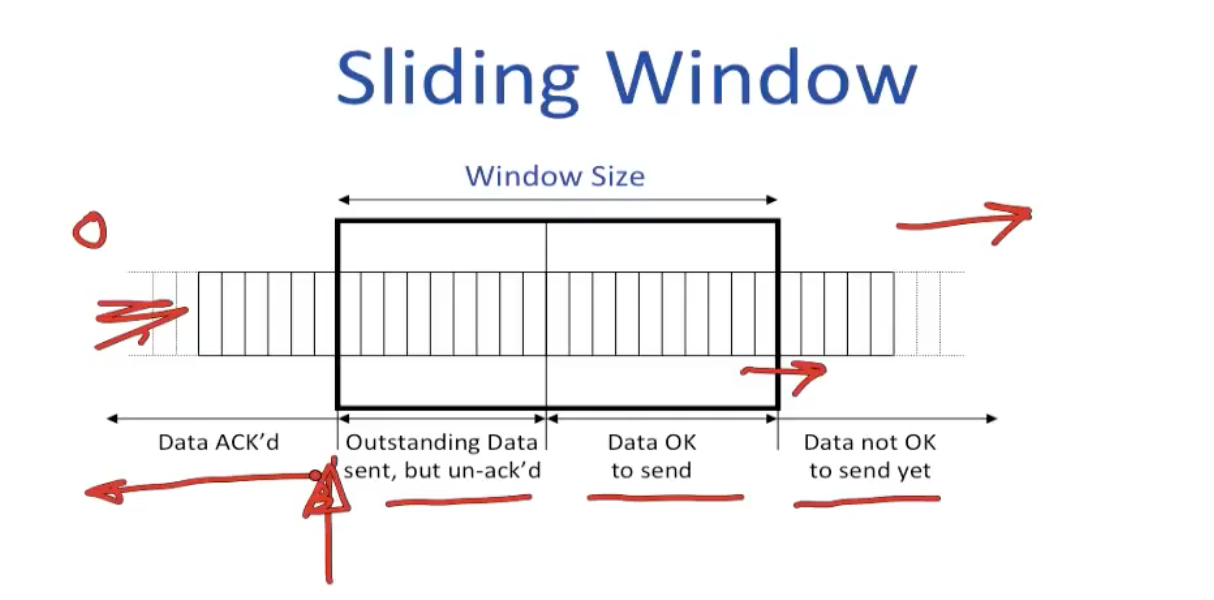 Sliding Window
Window Size
Data ACK'd
Outstanding Data
sent, but un-ack'd
Data OK
to send
Data not OK
to send yet